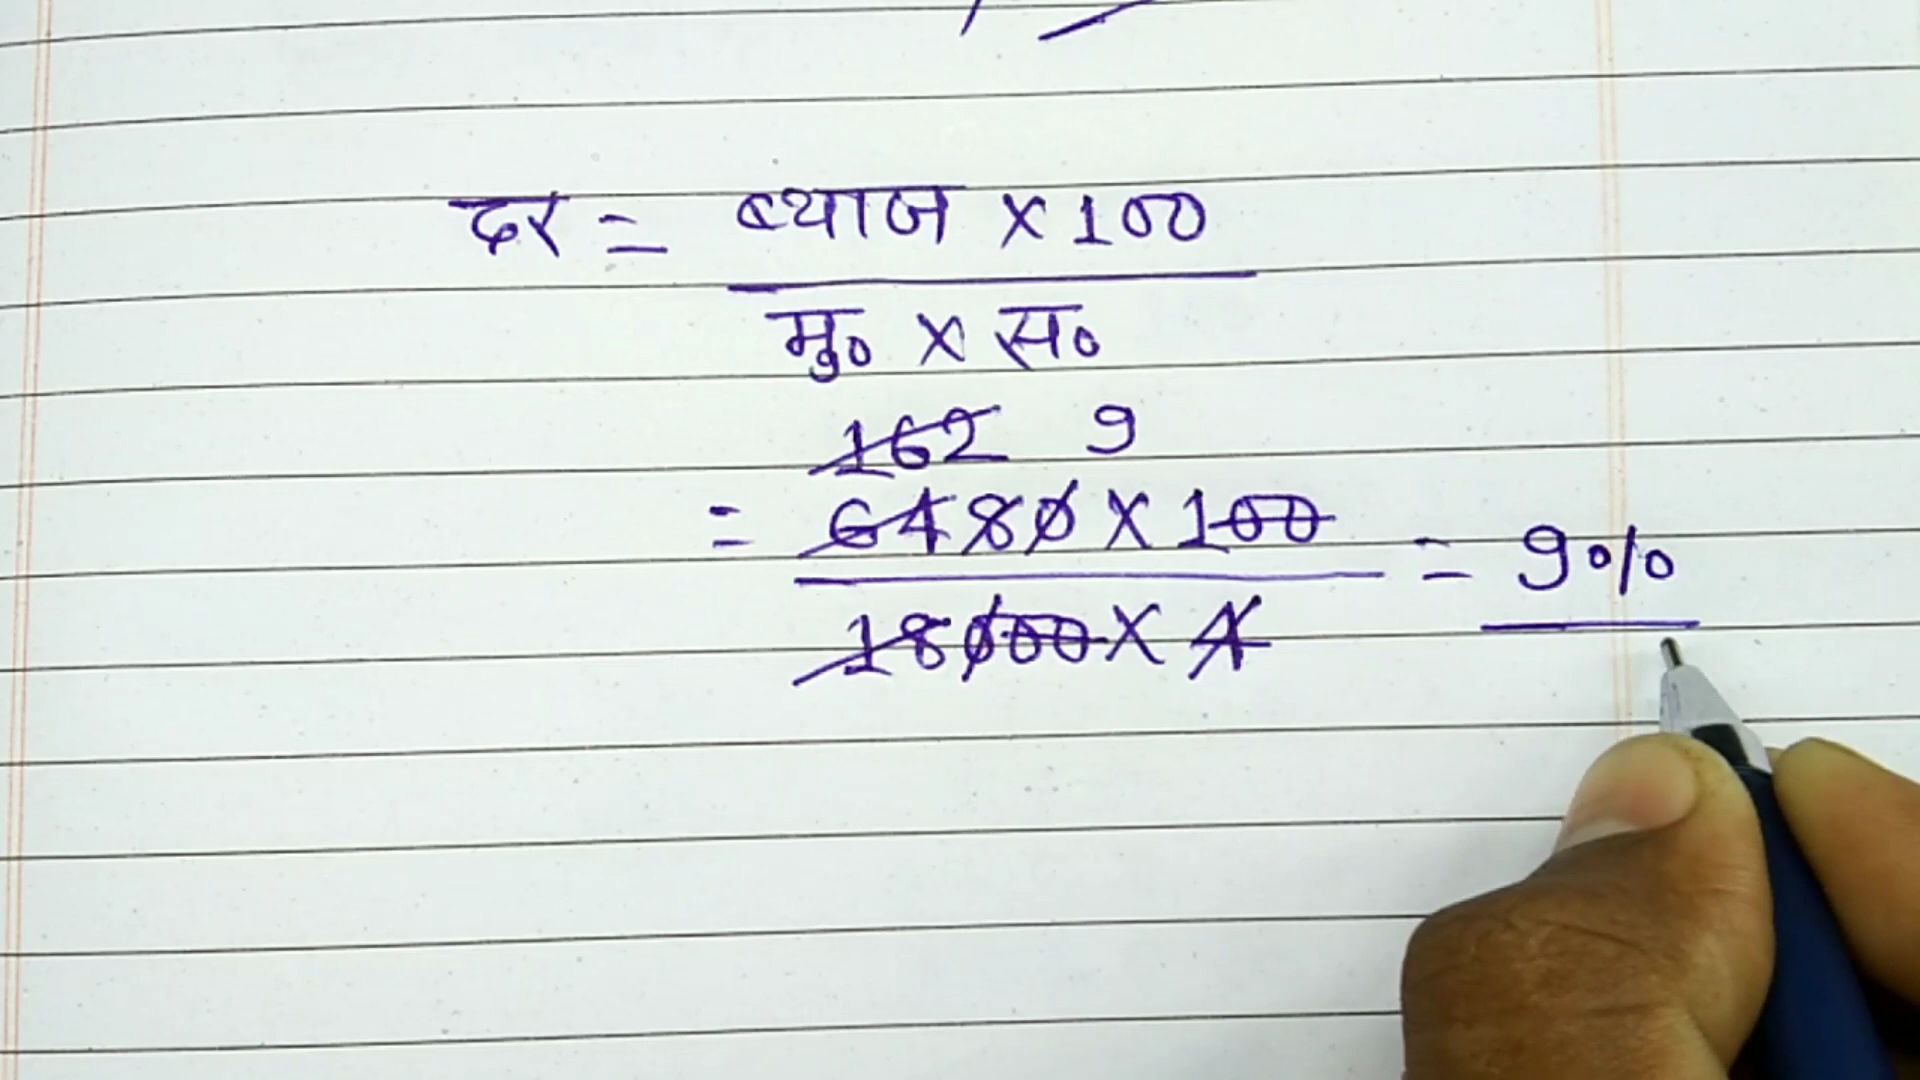 दर = ब्याज x 100
मु० x स०
162 9
= 6480 x 100 = 9%
18000 x 4